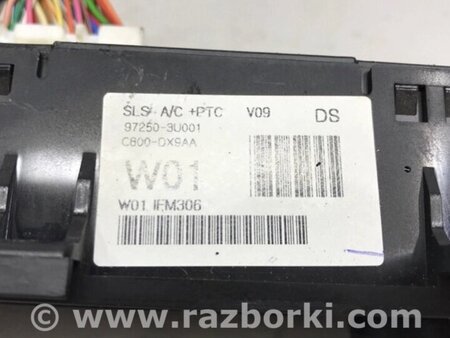 SLS/ A/C +PTC V09 DS
97250-3U001
C800-DX9AA
W01
W01 IFM306
© www.razborki.com